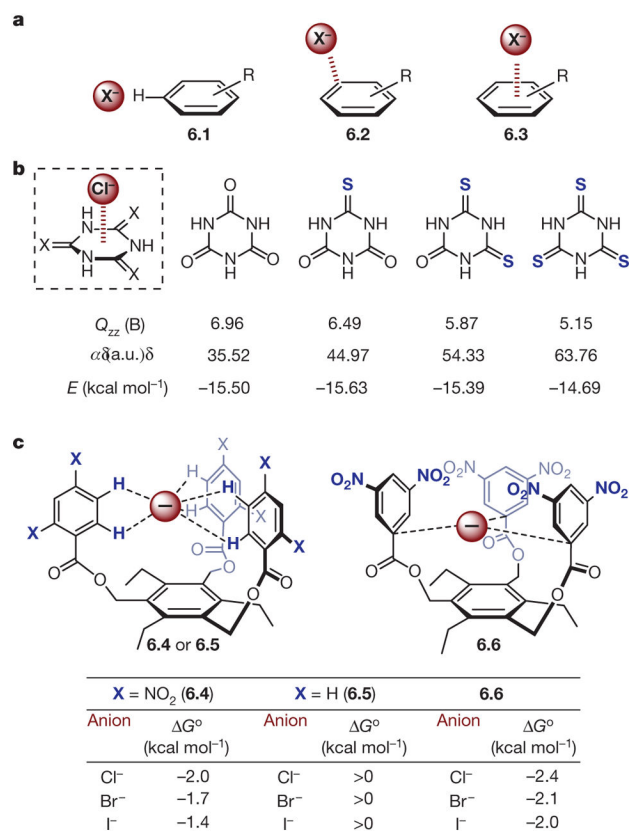 a
X⁻ H R
6.1
X⁻ R
6.2
X⁻ R
6.3
b
Cl⁻ H N X X N H NH X
O HN NH O N H O
S HN NH O N H O
S HN NH O N H S
S HN NH S N H S
Qzz (B) 6.96 6.49 5.87 5.15
αδ(a.u.)δ 35.52 44.97 54.33 63.76
E (kcal mol⁻¹) −15.50 −15.63 −15.39 −14.69
c
X H H X O O − X H H X O O X H H X O O
6.4 or 6.5
NO₂ O₂N NO₂ NO₂ O₂N NO₂ − O O O O O O
6.6
X = NO₂ (6.4) X = H (6.5) 6.6
Anion ΔG° (kcal mol⁻¹) Anion ΔG° (kcal mol⁻¹) Anion ΔG° (kcal mol⁻¹)
Cl⁻ −2.0 Cl⁻ >0 Cl⁻ −2.4
Br⁻ −1.7 Br⁻ >0 Br⁻ −2.1
I⁻ −1.4 I⁻ >0 I⁻ −2.0